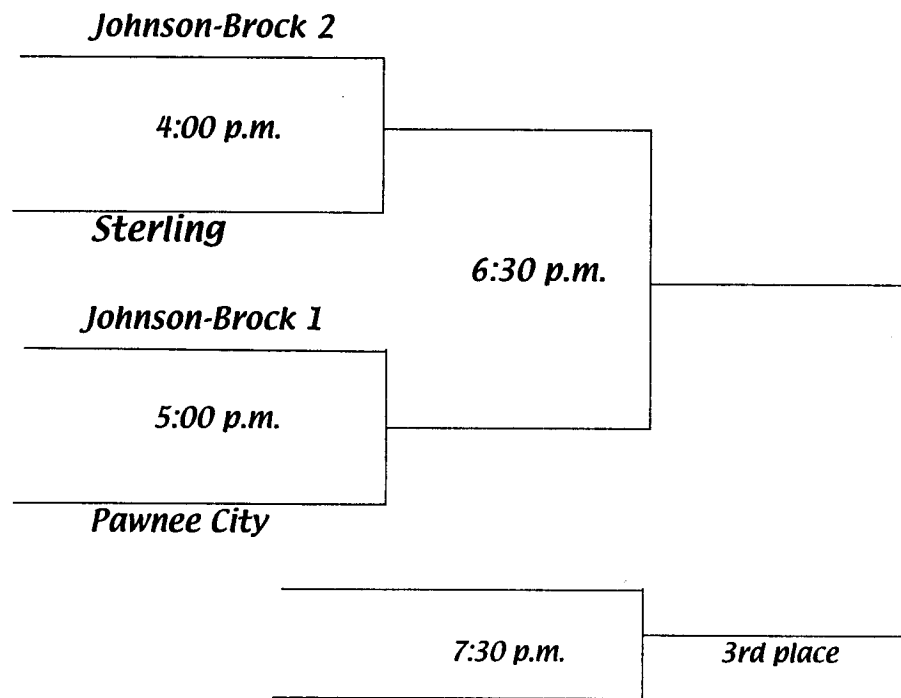 Johnson-Brock 2
4:00 p.m.
Sterling
6:30 p.m.
Johnson-Brock 1
5:00 p.m.
Pawnee City
7:30 p.m.
3rd place